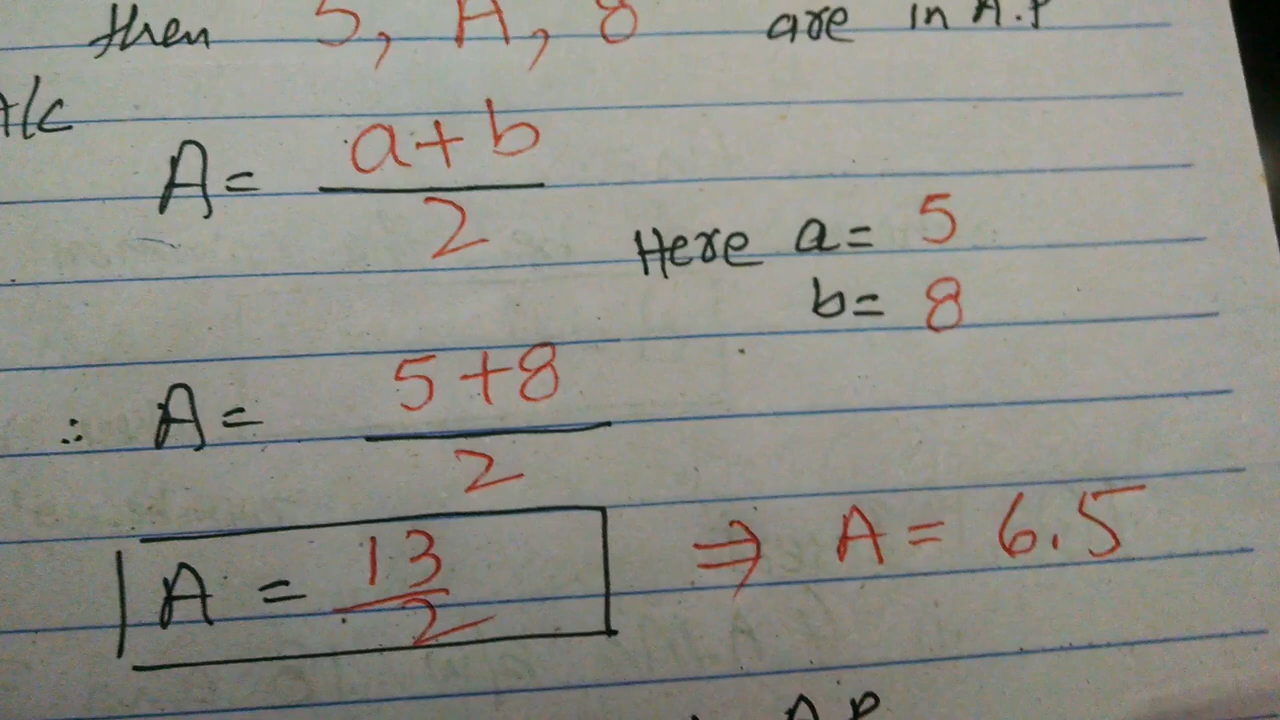 then 5, A, 8 are in A.P
A/c
A = a+b
2
Here a = 5
b = 8
∴ A = 5+8
2
A = 13
2
⇒ A = 6.5
A.P